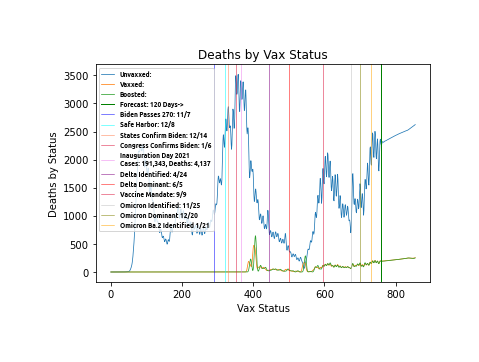 Deaths by Vax Status
Deaths by Vax Status
3500
3000
2500
2000
1500
1000
500
0
Unvaxxed:
Vaxxed:
Boosted:
Forecast: 120 Days->
Biden Passes 270: 11/7
Safe Harbor: 12/8
States Confirm Biden: 12/14
Congress Confirms Biden: 1/6
Inauguration Day 2021
Cases: 191,343, Deaths: 4,137
Delta Identified: 4/24
Delta Dominant: 6/5
Vaccine Mandate: 9/9
Omicron Identified: 11/25
Omicron Dominant 12/20
Omicron Ba.2 Identified 1/21
0
200
400
600
800
Vax Status